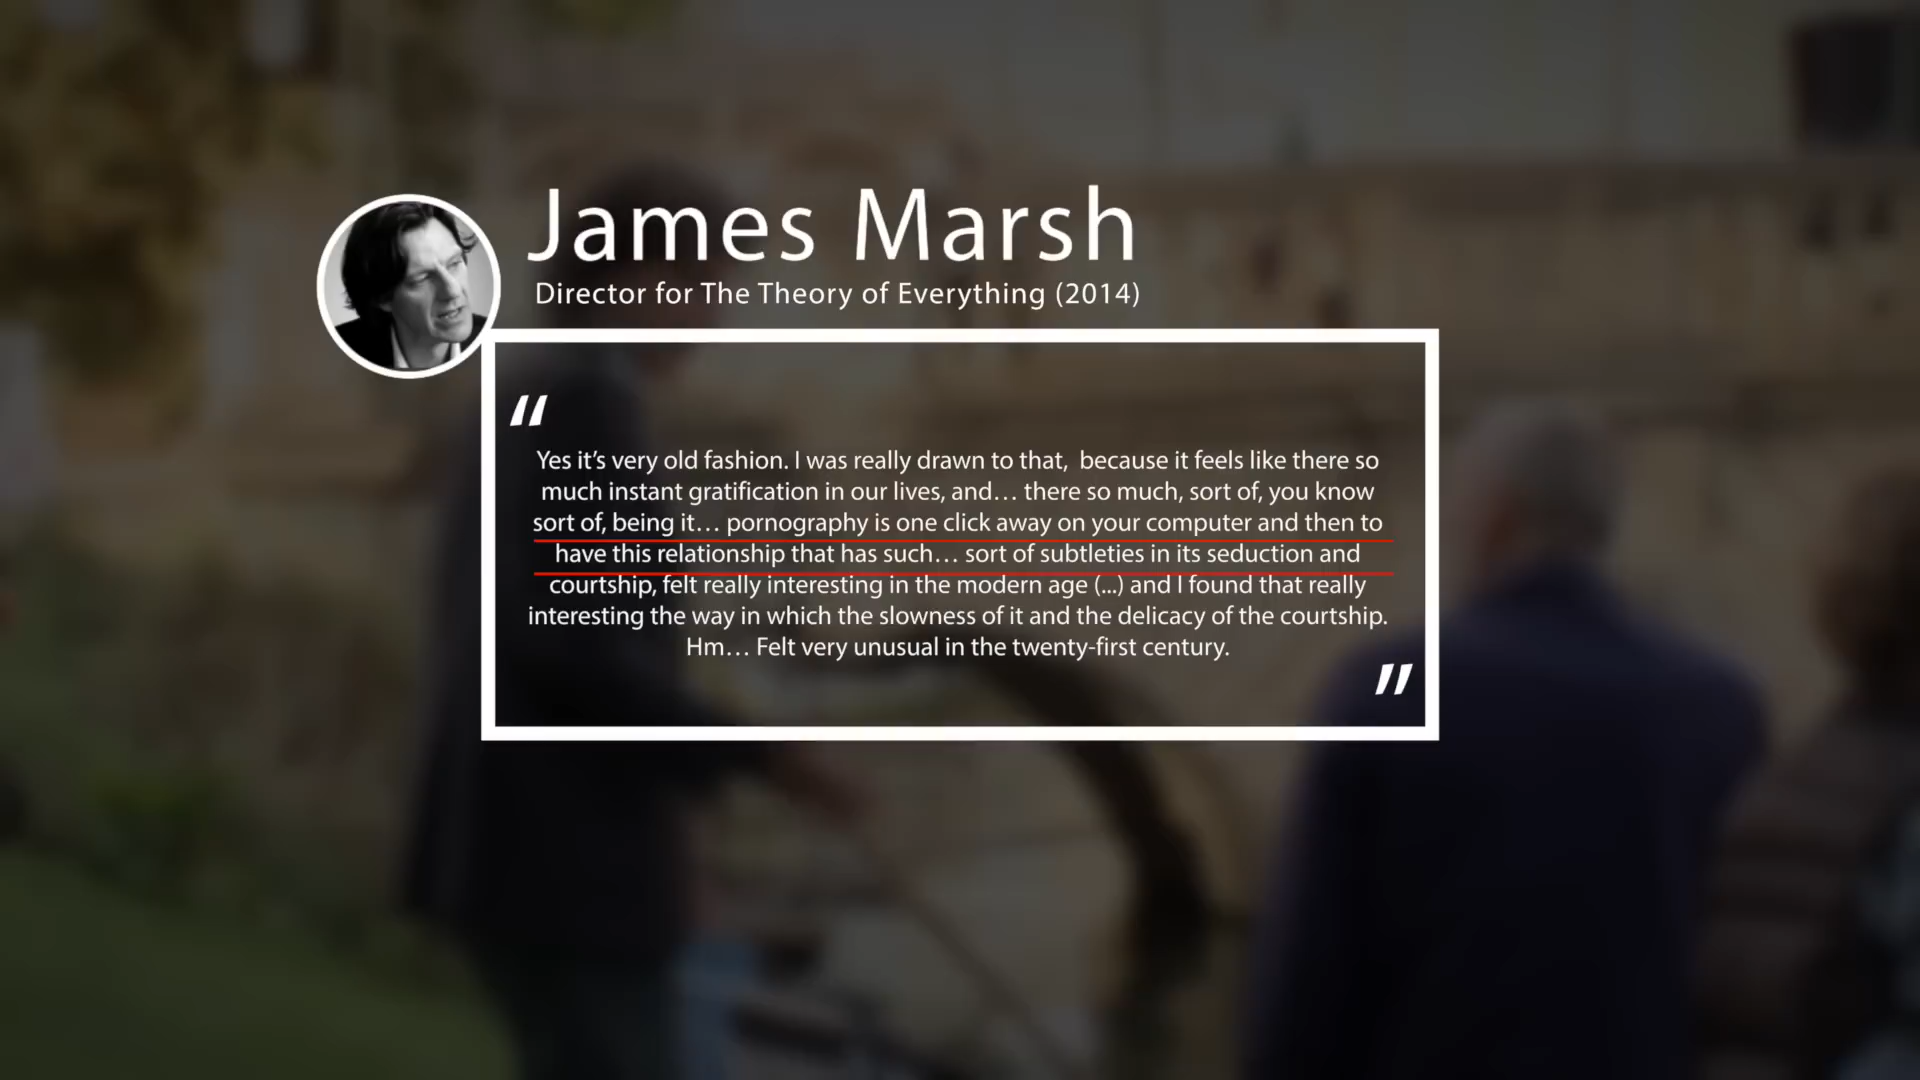 James Marsh
Director for The Theory of Everything (2014)
“
Yes it’s very old fashion. I was really drawn to that,  because it feels like there so
much instant gratification in our lives, and… there so much, sort of, you know
sort of, being it… pornography is one click away on your computer and then to
have this relationship that has such… sort of subtleties in its seduction and
courtship, felt really interesting in the modern age (...) and I found that really
interesting the way in which the slowness of it and the delicacy of the courtship.
Hm… Felt very unusual in the twenty-first century.
”